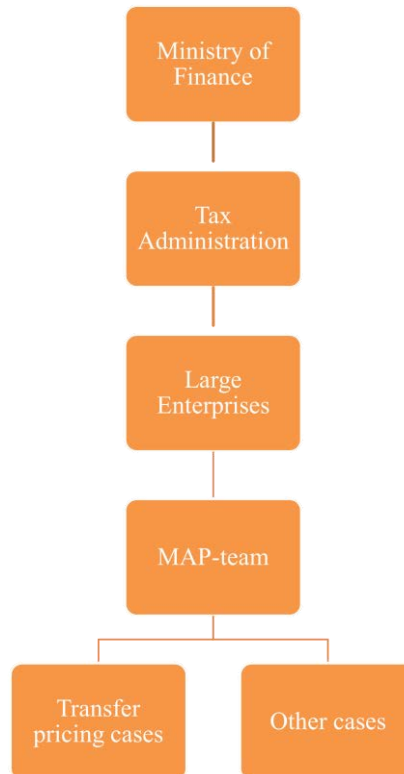 Ministry of
Finance
Tax
Administration
Large
Enterprises
MAP-team
Transfer
pricing cases
Other cases